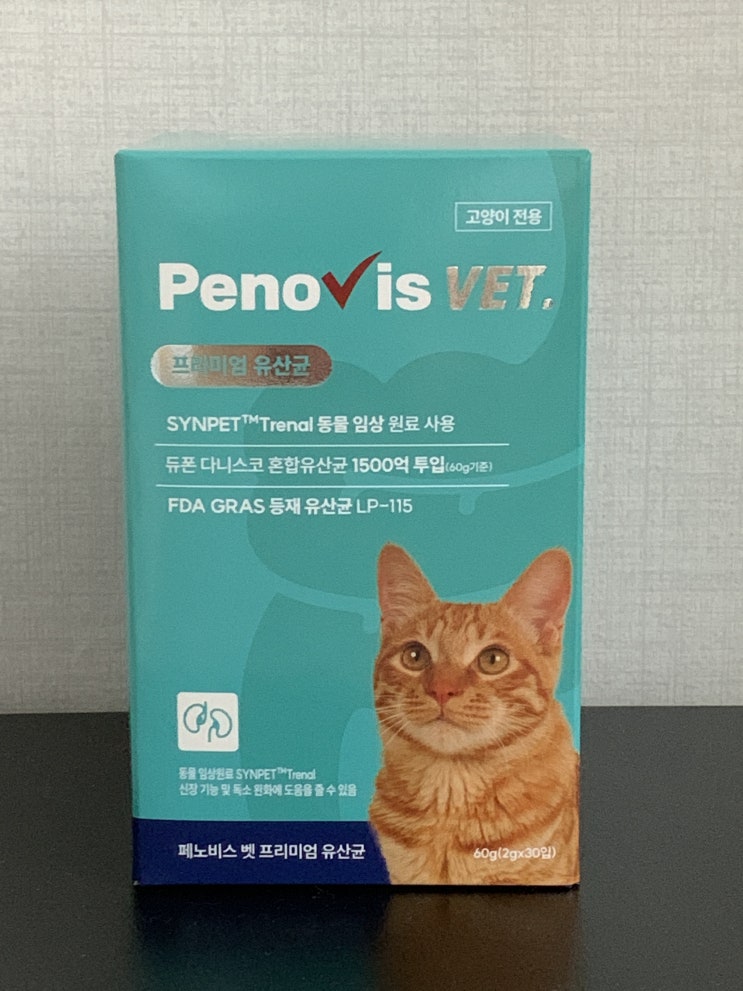 고양이 전용
Penovis VET.
프리미엄 유산균
SYNPET™Trenal 동물 임상 원료 사용
듀폰 다니스코 혼합유산균 1500억 투입(60g기준)
FDA GRAS 등재 유산균 LP-115
동물 임상원료 SYNPET™Trenal
신장 기능 및 독소 완화에 도움을 줄 수 있음
페노비스 벳 프리미엄 유산균
60g(2gx30입)